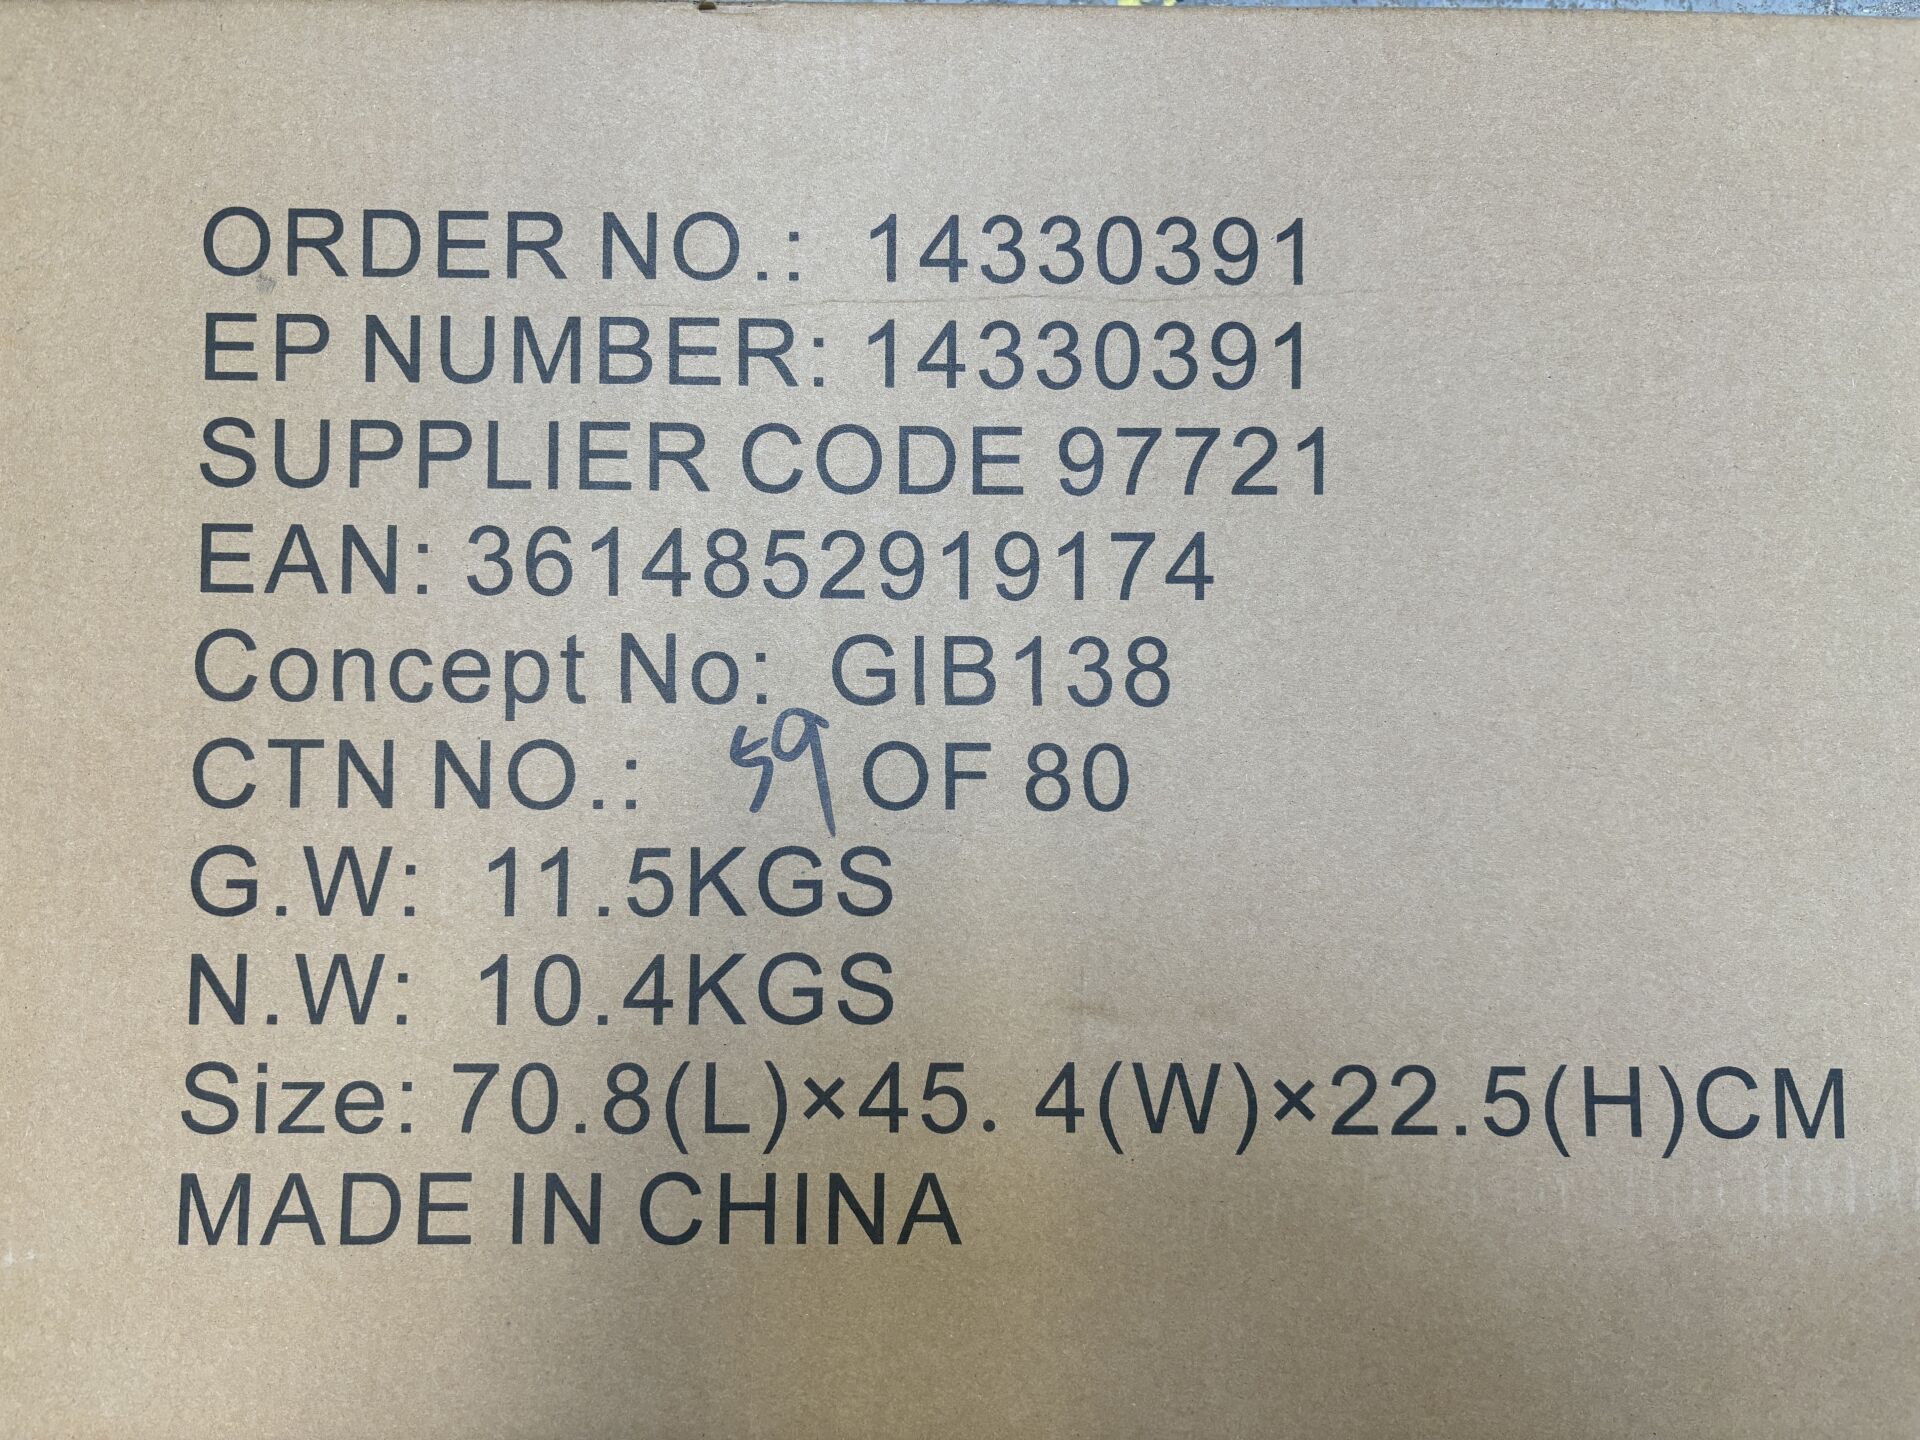 ORDER NO.: 14330391
EP NUMBER: 14330391
SUPPLIER CODE 97721
EAN: 3614852919174
Concept No: GIB138
CTN NO.: 59 OF 80
G.W: 11.5KGS
N.W: 10.4KGS
Size: 70.8(L)×45. 4(W)×22.5(H)CM
MADE IN CHINA